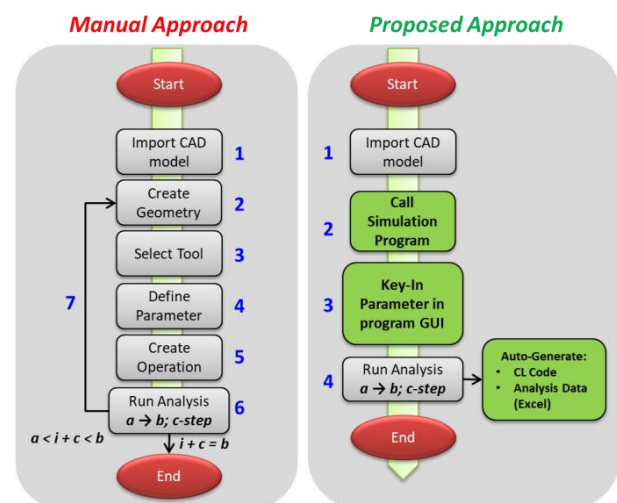 Manual Approach
Start
Import CAD
model
1
Create
Geometry
2
Select Tool
3
Define
Parameter
4
Create
Operation
5
Run Analysis
a → b; c-step
6
7
a < i + c < b
i + c = b
End
Proposed Approach
Start
1
Import CAD
model
2
Call
Simulation
Program
3
Key-In
Parameter in
program GUI
4
Run Analysis
a → b; c-step
Auto-Generate:
• CL Code
• Analysis Data
(Excel)
End